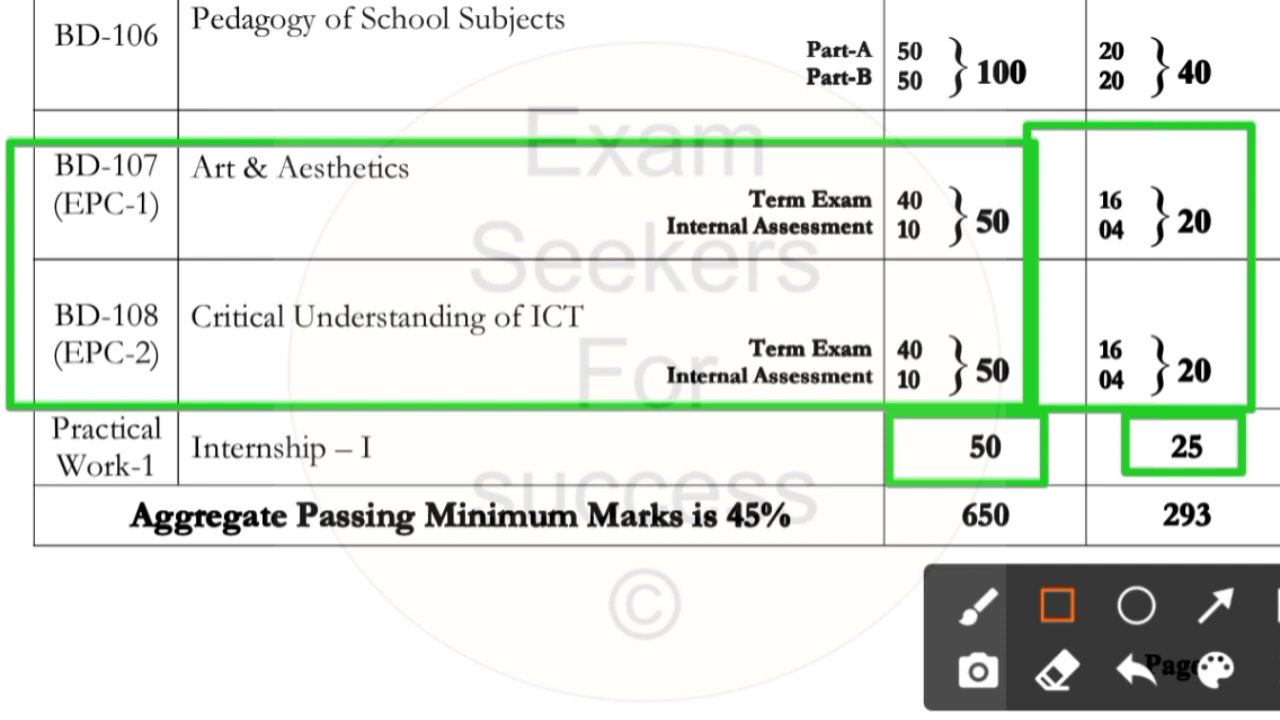 BD-106 Pedagogy of School Subjects
Part-A 50 20
Part-B 50 } 100 20 } 40
BD-107 Art & Aesthetics
(EPC-1)
Term Exam 40 16
Internal Assessment 10 } 50 04 } 20
BD-108 Critical Understanding of ICT
(EPC-2)
Term Exam 40 16
Internal Assessment 10 } 50 04 } 20
Practical
Work-1 Internship – I 50 25
Aggregate Passing Minimum Marks is 45% 650 293
Exam
Seekers
For
success
©
Page